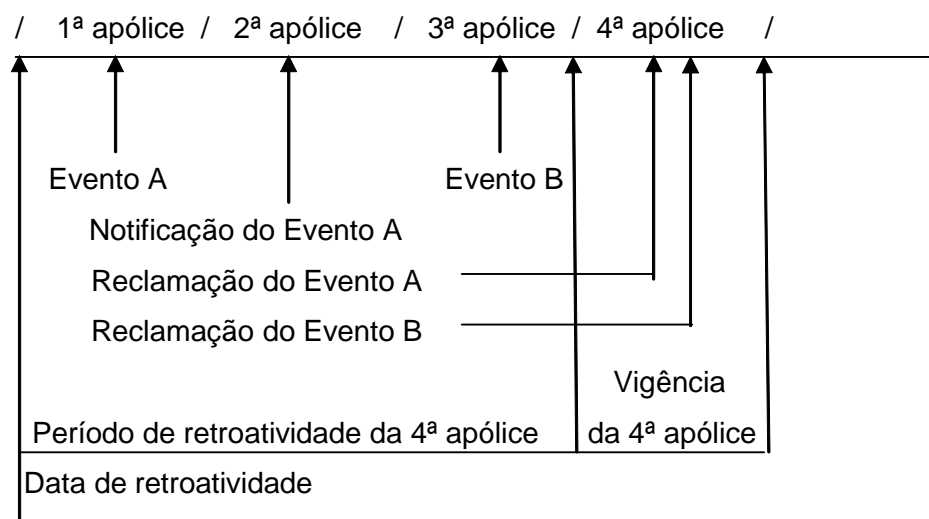 / 1ª apólice / 2ª apólice / 3ª apólice / 4ª apólice /
Evento A Evento B
Notificação do Evento A
Reclamação do Evento A
Reclamação do Evento B
Vigência
Período de retroatividade da 4ª apólice da 4ª apólice
Data de retroatividade